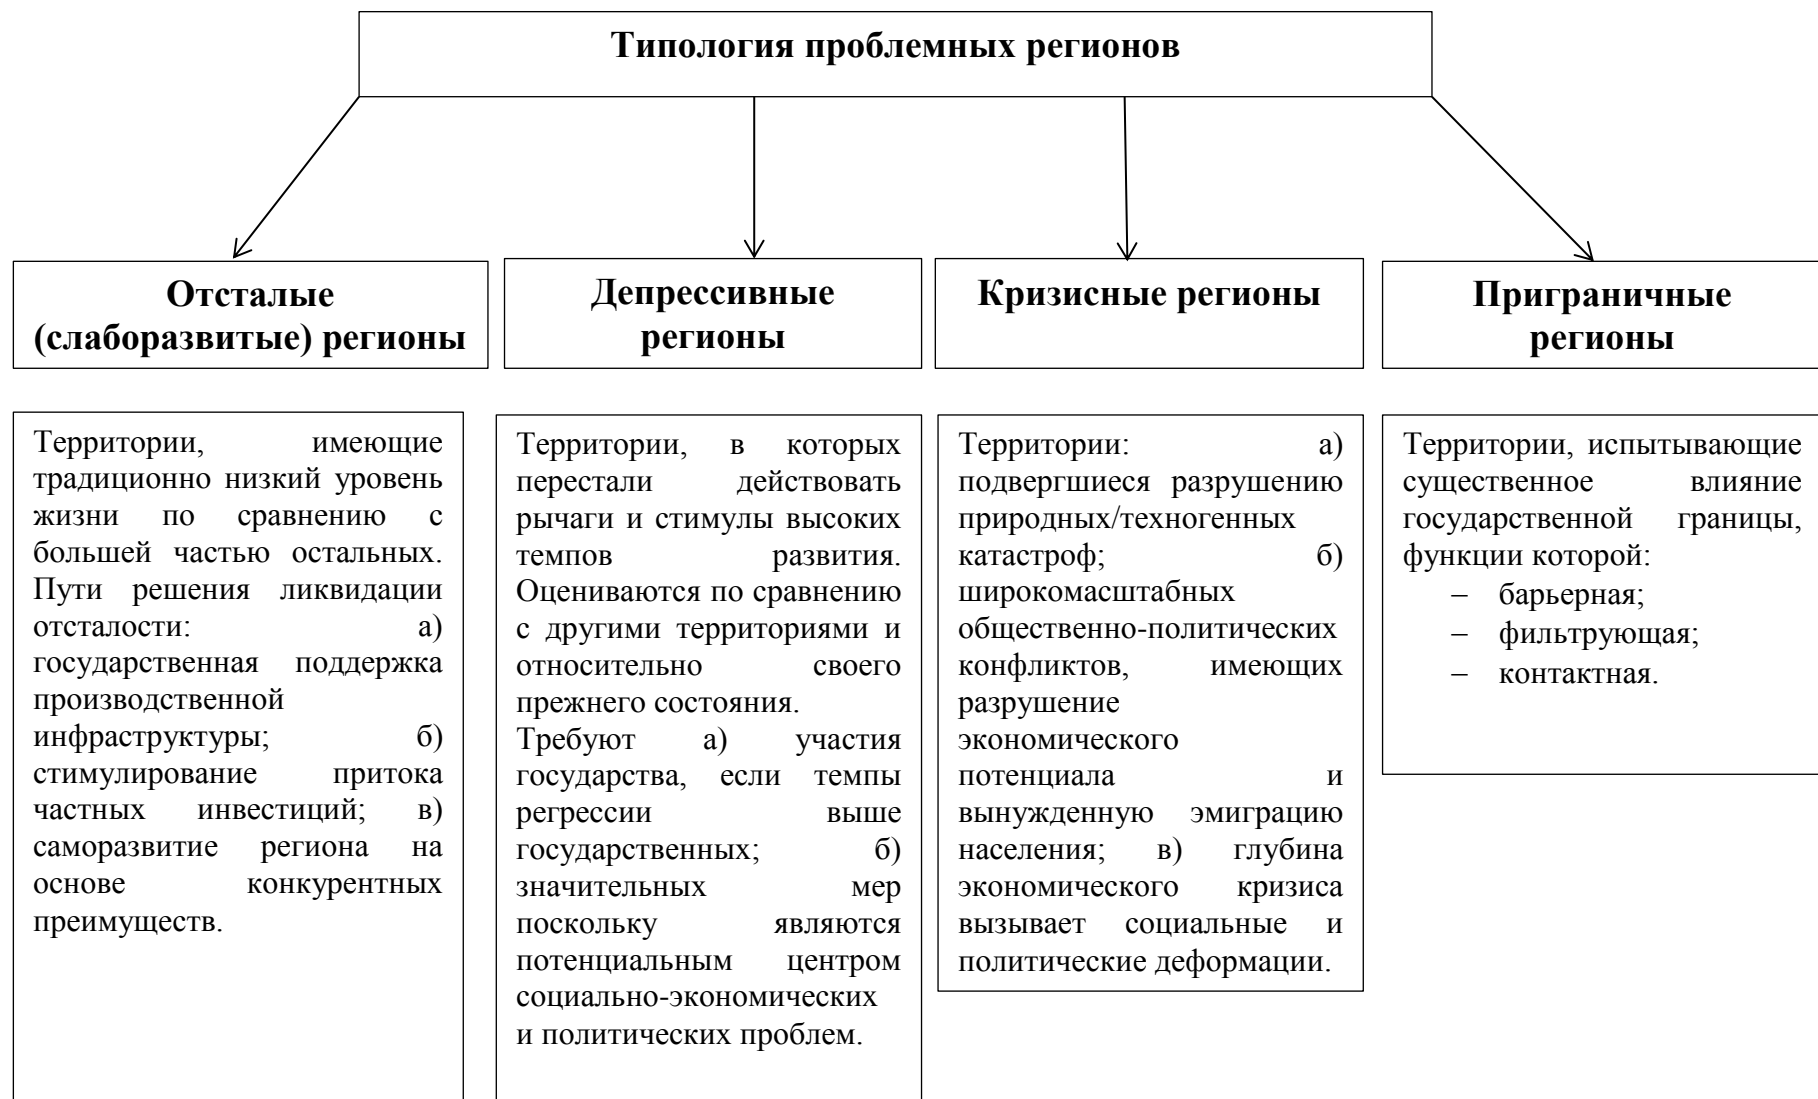 Типология проблемных регионов
Отсталые
(слаборазвитые) регионы
Депрессивные
регионы
Кризисные регионы
Приграничные
регионы
Территории, имеющие
традиционно низкий уровень
жизни по сравнению с
большей частью остальных.
Пути решения ликвидации
отсталости: а)
государственная поддержка
производственной
инфраструктуры; б)
стимулирование притока
частных инвестиций; в)
саморазвитие региона на
основе конкурентных
преимуществ.
Территории, в которых
перестали действовать
рычаги и стимулы высоких
темпов развития.
Оцениваются по сравнению
с другими территориями и
относительно своего
прежнего состояния.
Требуют а) участия
государства, если темпы
регрессии выше
государственных; б)
значительных мер
поскольку являются
потенциальным центром
социально-экономических
и политических проблем.
Территории: а)
подвергшиеся разрушению
природных/техногенных
катастроф; б)
широкомасштабных
общественно-политических
конфликтов, имеющих
разрушение
экономического
потенциала и
вынужденную эмиграцию
населения; в) глубина
экономического кризиса
вызывает социальные и
политические деформации.
Территории, испытывающие
существенное влияние
государственной границы,
функции которой:
– барьерная;
– фильтрующая;
– контактная.